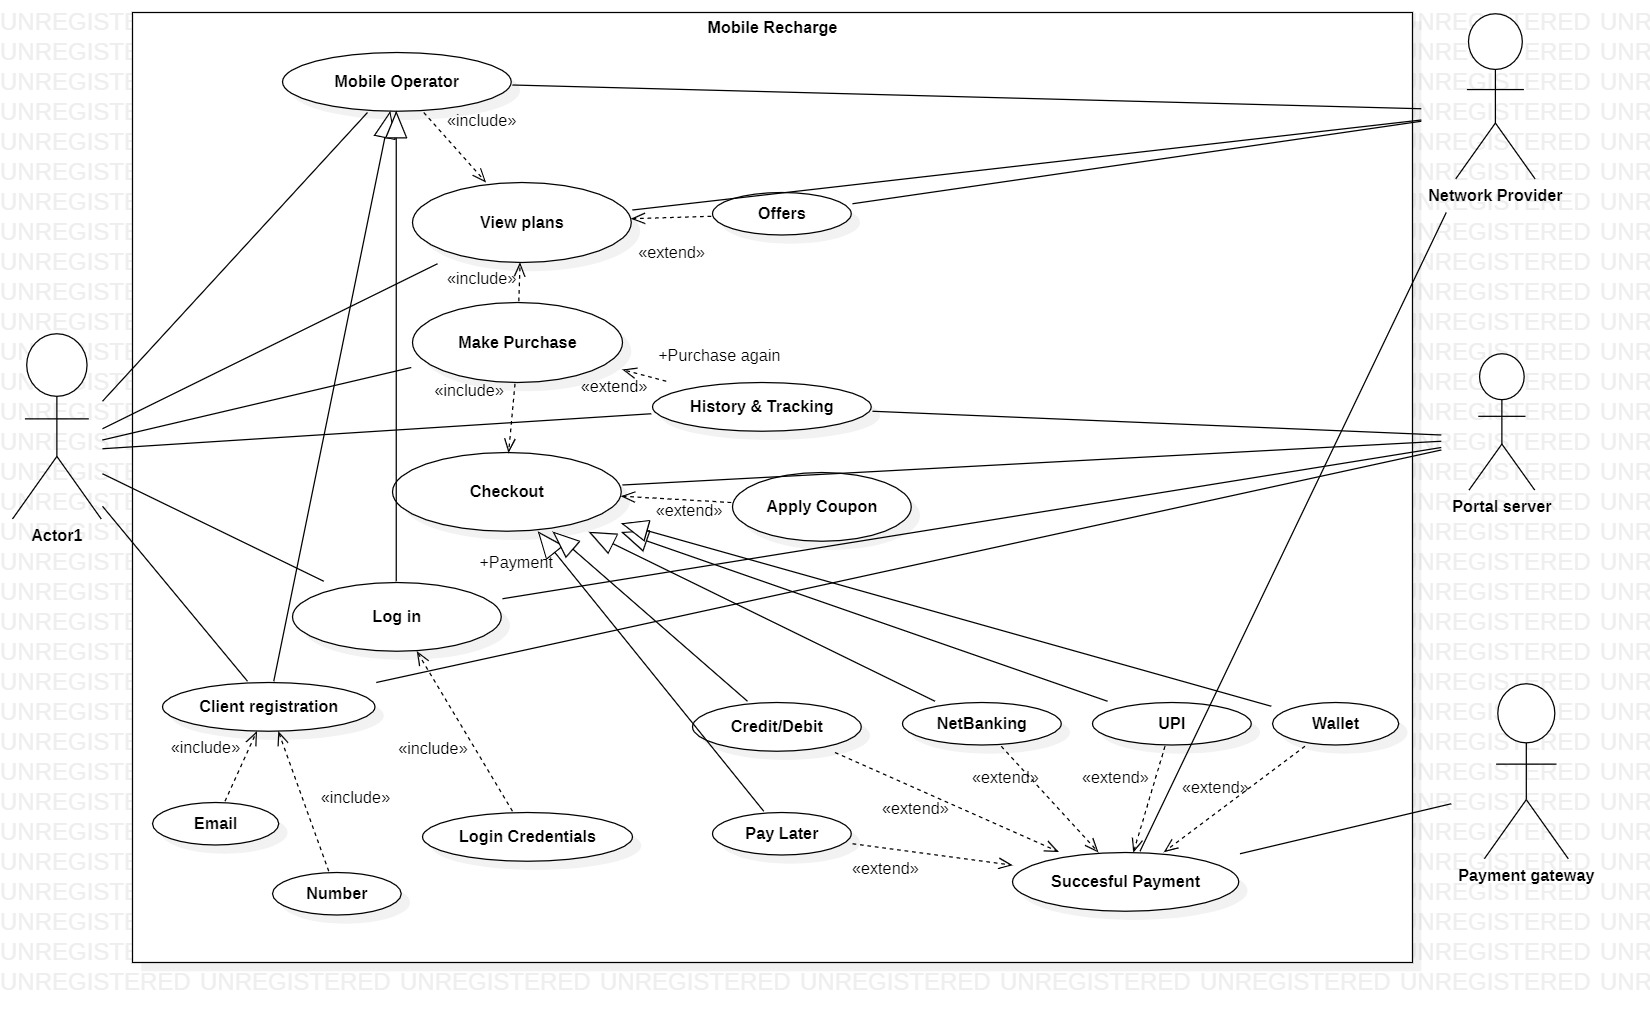 Mobile Recharge
Mobile Operator
«include»
Network Provider
View plans
Offers
«extend»
«include»
Make Purchase
+Purchase again
«include»
«extend»
History & Tracking
Checkout
Apply Coupon
«extend»
Portal server
Actor1
+Payment
Log in
Client registration
Credit/Debit
NetBanking
UPI
Wallet
«include»
«include»
«extend»
«extend»
«extend»
«include»
«extend»
Email
Login Credentials
Pay Later
«extend»
Succesful Payment
Payment gateway
Number
UNREGISTERED UNREGISTERED UNREGISTERED UNREGISTERED UNREGISTERED UNREGISTERED UNREGISTERED UNREGISTERED UNR